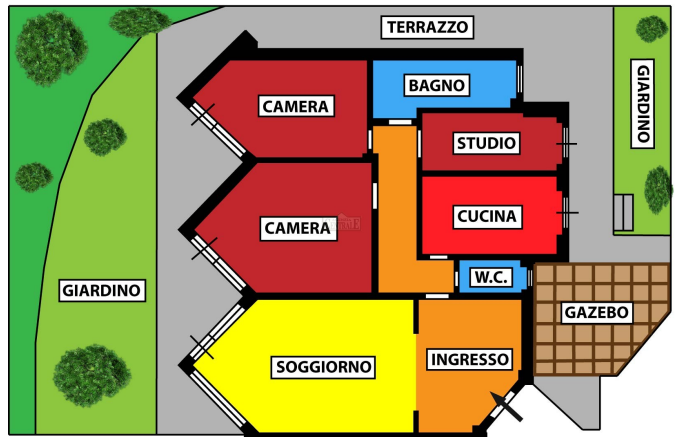 TERRAZZO
BAGNO
CAMERA
GIARDINO
STUDIO
CAMERA
CUCINA
GIARDINO
W.C.
GAZEBO
SOGGIORNO
INGRESSO